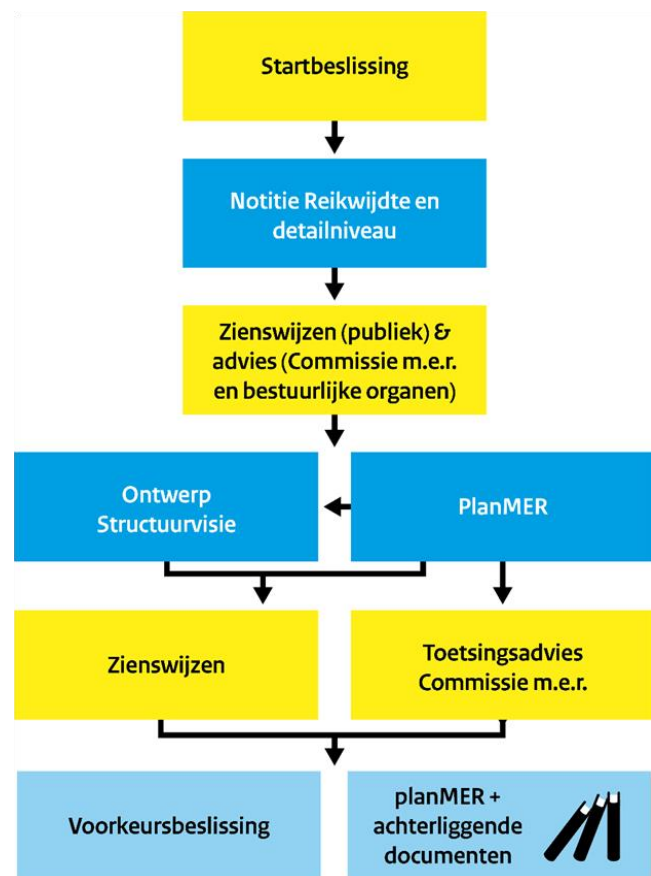 Startbeslissing
Notitie Reikwijdte en
detailniveau
Zienswijzen (publiek) &
advies (Commissie m.e.r.
en bestuurlijke organen)
Ontwerp
Structuurvisie
PlanMER
Zienswijzen
Toetsingsadvies
Commissie m.e.r.
Voorkeursbeslissing
planMER +
achterliggende
documenten